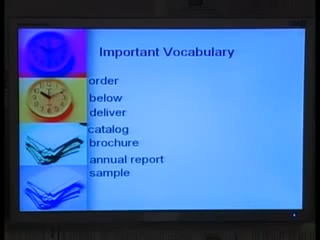 Important Vocabulary
order
below
deliver
catalog
brochure
annual report
sample